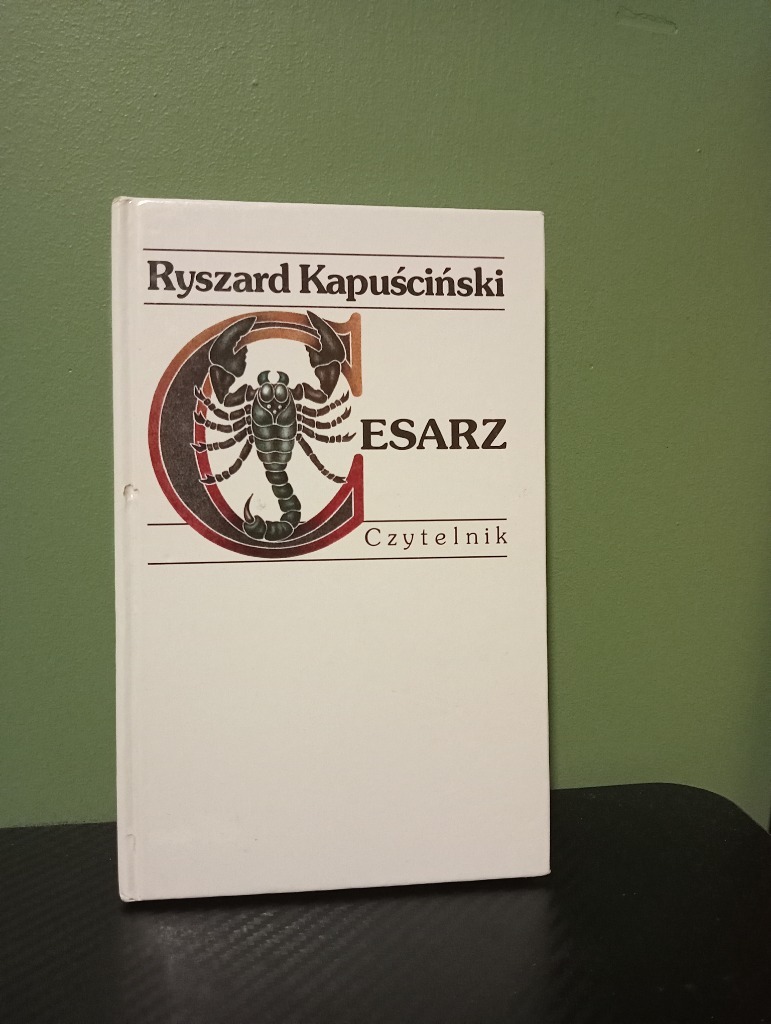 Ryszard Kapuściński
CESARZ
Czytelnik